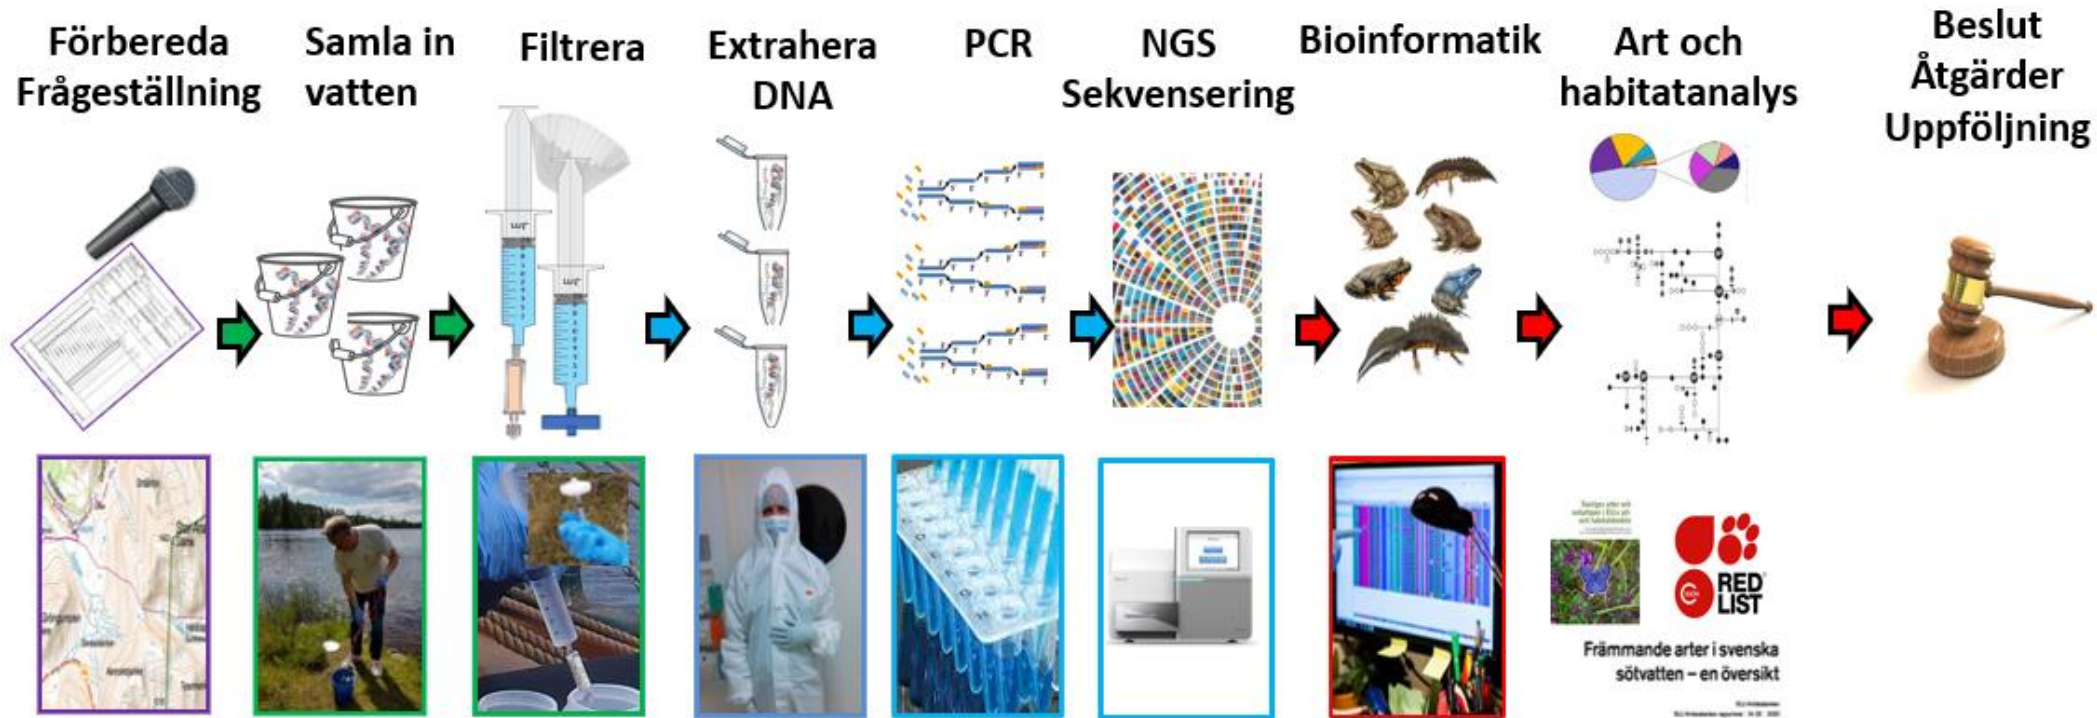 Förbereda
Frågeställning
Samla in
vatten
Filtrera
Extrahera
DNA
PCR
NGS
Sekvensering
Bioinformatik
Art och
habitatanalys
Beslut
Åtgärder
Uppföljning
RED
LIST
Främmande arter i svenska
sötvatten – en översikt